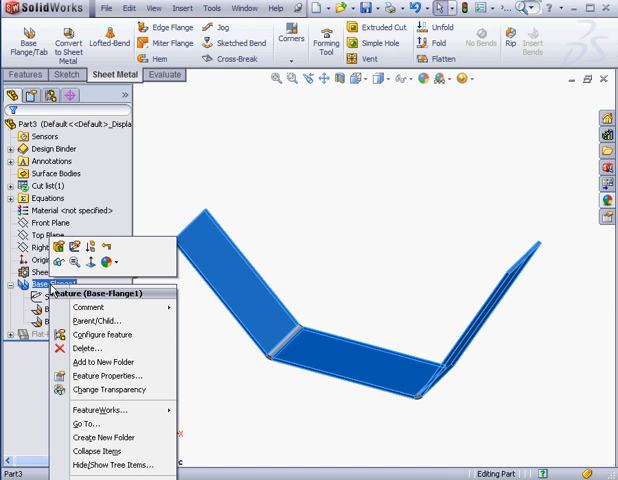 SolidWorks
File Edit View Insert Tools Window Help
Base Flange/Tab
Convert to Sheet Metal
Lofted-Bend
Edge Flange
Miter Flange
Hem
Jog
Sketched Bend
Cross-Break
Corners
Forming Tool
Extruded Cut
Simple Hole
Vent
Unfold
Fold
Flatten
No Bends
Rip
Insert Bends
Features Sketch Sheet Metal Evaluate
Part3 (Default<<Default>_Displa
Sensors
Design Binder
Annotations
Surface Bodies
Cut list(1)
Equations
Material <not specified>
Front Plane
Top Plane
Right
Origi
Shee
Base-Flange1
S
B
B
Flat-P
Feature (Base-Flange1)
Comment
Parent/Child...
Configure feature
Delete...
Add to New Folder
Feature Properties...
Change Transparency
FeatureWorks...
Go To...
Create New Folder
Collapse Items
Hide/Show Tree Items...
X
Part3
Editing Part